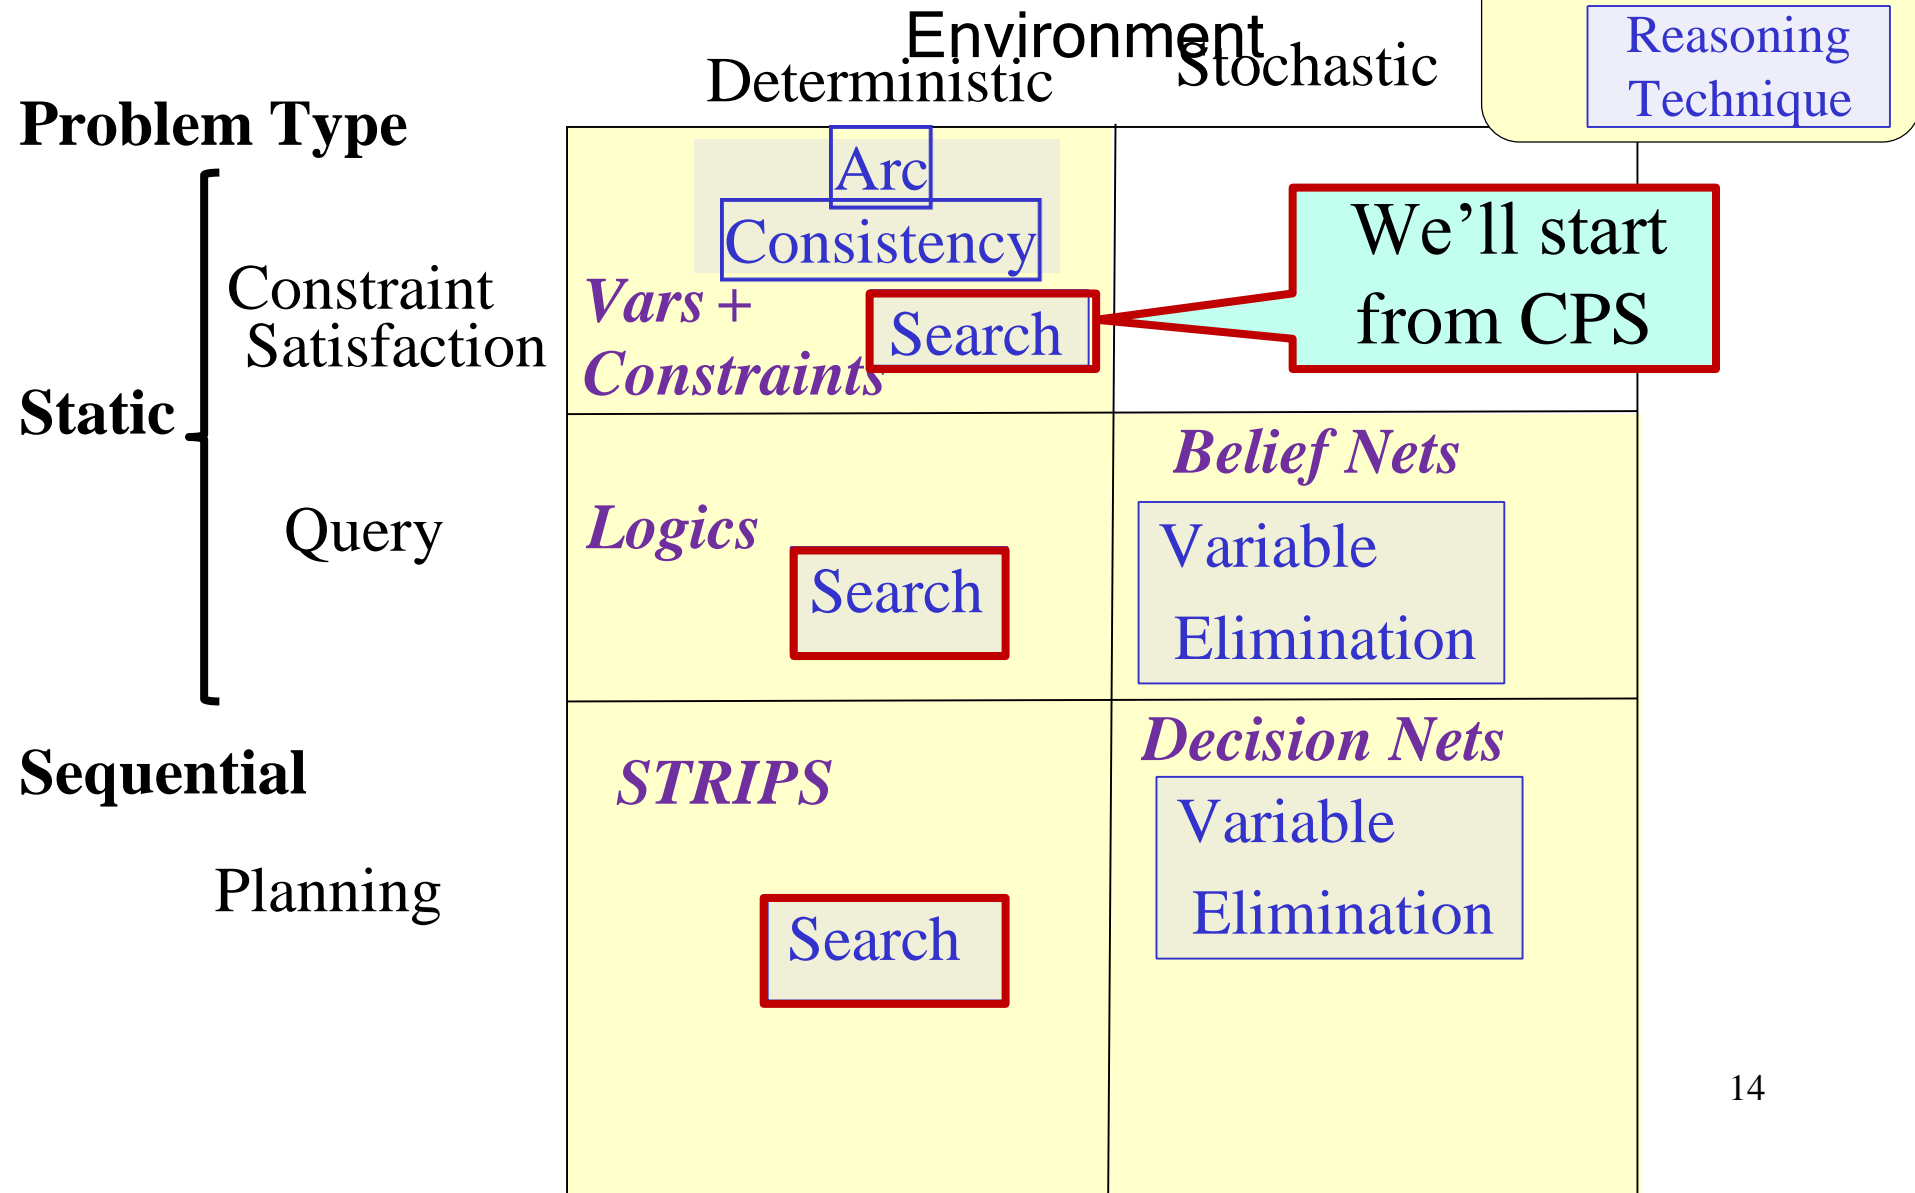 Environment
Deterministic
Stochastic
Reasoning
Technique
Problem Type
Arc
Consistency
We’ll start
from CPS
Constraint
Satisfaction
Vars +
Constraints
Search
Static
Query
Logics
Search
Belief Nets
Variable
Elimination
Sequential
Planning
STRIPS
Search
Decision Nets
Variable
Elimination
14